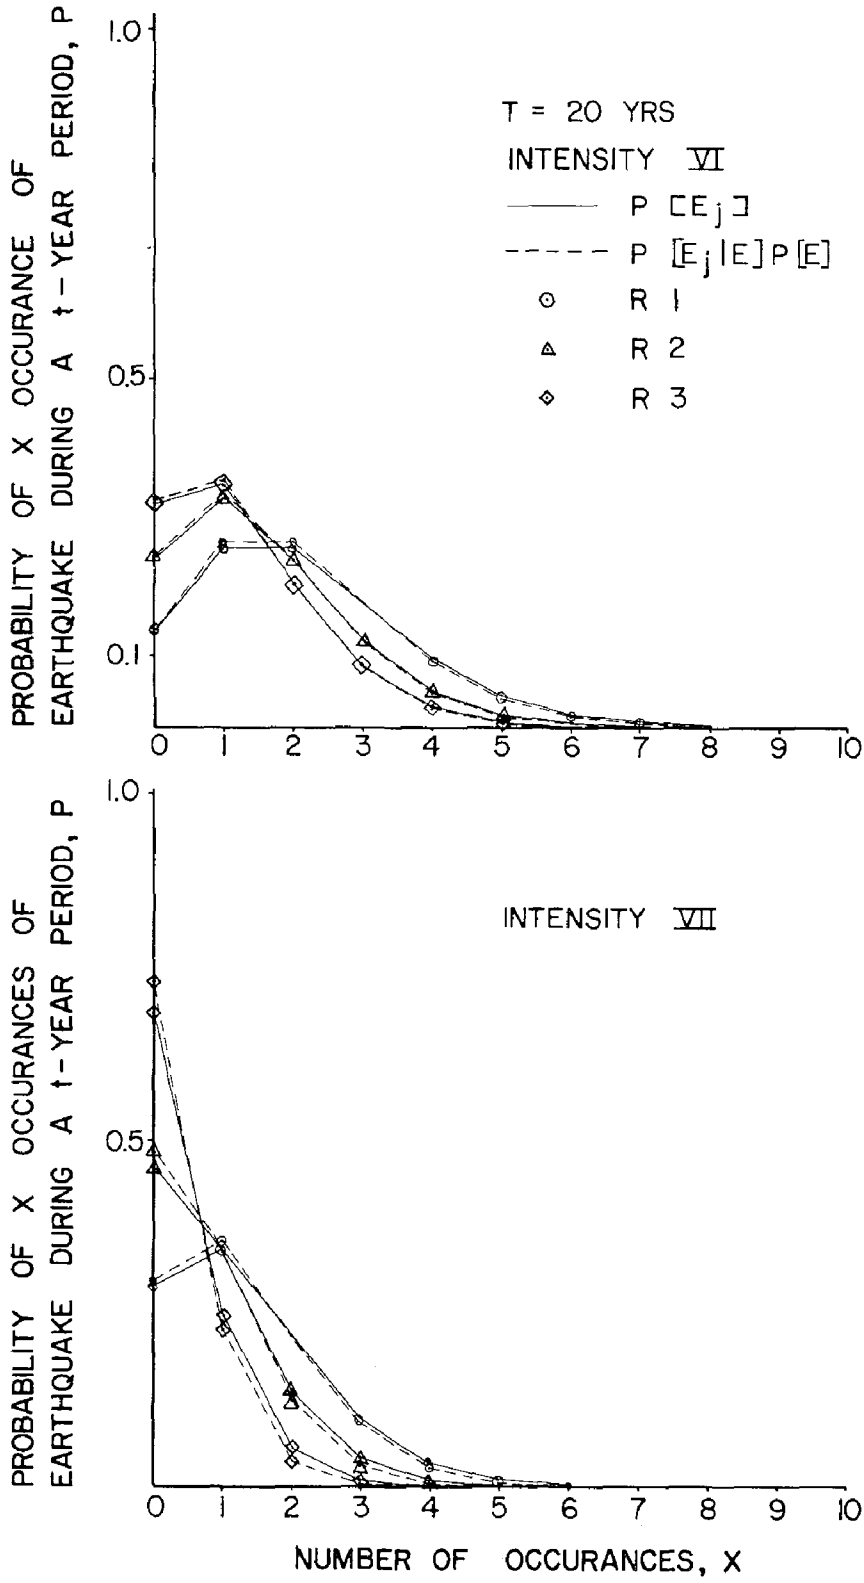 PROBABILITY OF X OCCURANCE OF
EARTHQUAKE DURING A t-YEAR PERIOD, P
1.0
0.5
0.1
T = 20 YRS
INTENSITY VI
P [Ej]
P [Ej|E]P[E]
R 1
R 2
R 3
0 1 2 3 4 5 6 7 8 9 10
PROBABILITY OF X OCCURANCES OF
EARTHQUAKE DURING A t-YEAR PERIOD, P
1.0
0.5
INTENSITY VII
0 1 2 3 4 5 6 7 8 9 10
NUMBER OF OCCURANCES, X